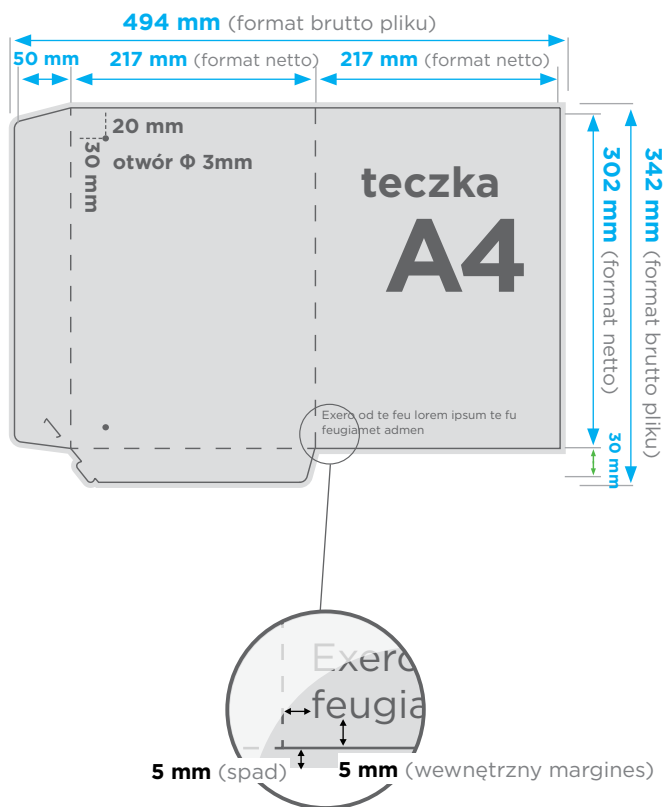 494 mm (format brutto pliku)
50 mm
217 mm (format netto)
217 mm (format netto)
20 mm
30 mm
otwór Φ 3mm
teczka
A4
302 mm (format netto)
342 mm (format brutto pliku)
30 mm
Exero od te feu lorem ipsum te fu
feugiamet admen
Exero
feugia
5 mm (spad)
5 mm (wewnętrzny margines)